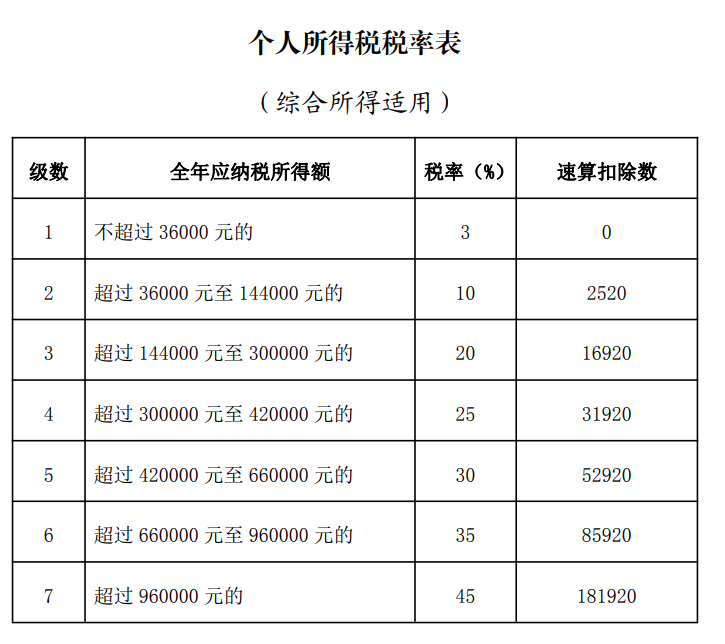 个人所得税税率表
（综合所得适用）
级数 全年应纳税所得额 税率（%） 速算扣除数
1 不超过 36000 元的 3 0
2 超过 36000 元至 144000 元的 10 2520
3 超过 144000 元至 300000 元的 20 16920
4 超过 300000 元至 420000 元的 25 31920
5 超过 420000 元至 660000 元的 30 52920
6 超过 660000 元至 960000 元的 35 85920
7 超过 960000 元的 45 181920